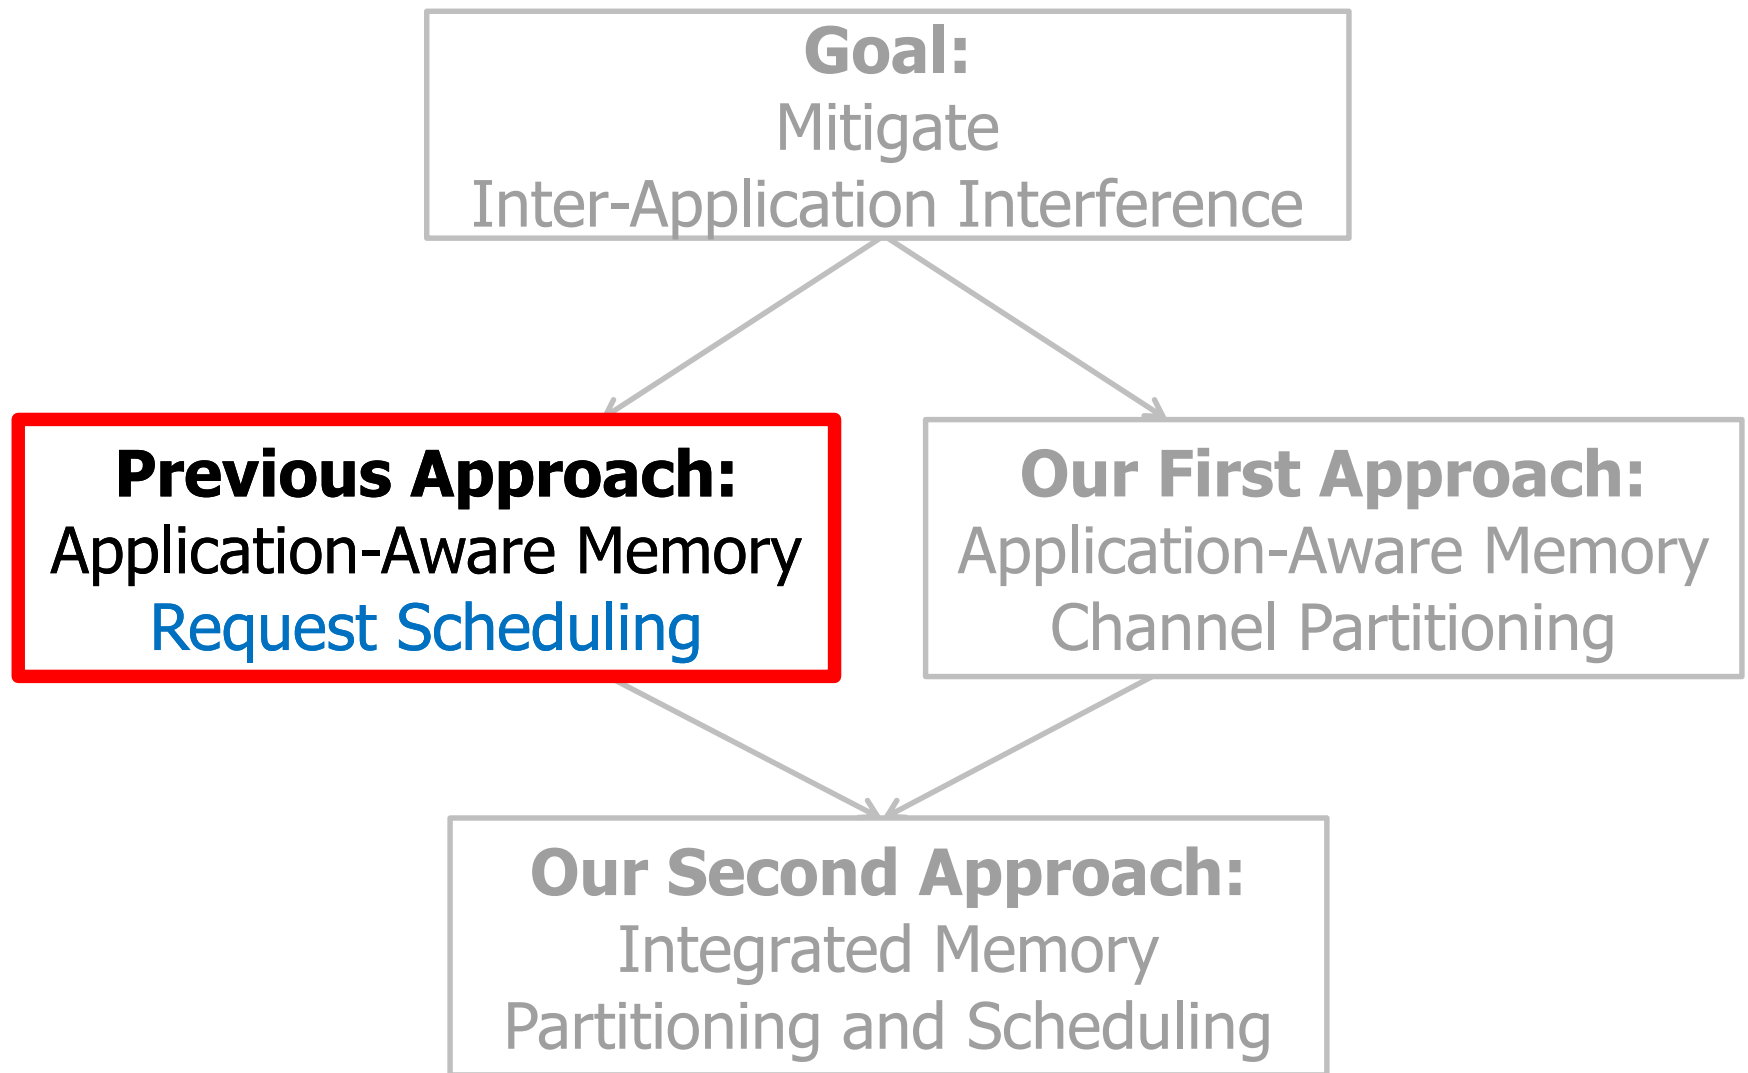 Goal:
Mitigate
Inter-Application Interference
Previous Approach:
Application-Aware Memory
Request Scheduling
Our First Approach:
Application-Aware Memory
Channel Partitioning
Our Second Approach:
Integrated Memory
Partitioning and Scheduling